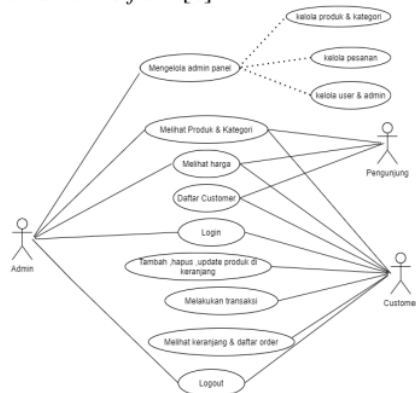 kelola produk & kategori
Mengelola admin panel
kelola pesanan
kelola user & admin
Melihat Produk & Kategori
Melihat harga
Pengunjung
Daftar Customer
Login
Admin
Tambah ,hapus ,update produk di
keranjang
Melakukan transaksi
Custome
Melihat keranjang & daftar order
Logout